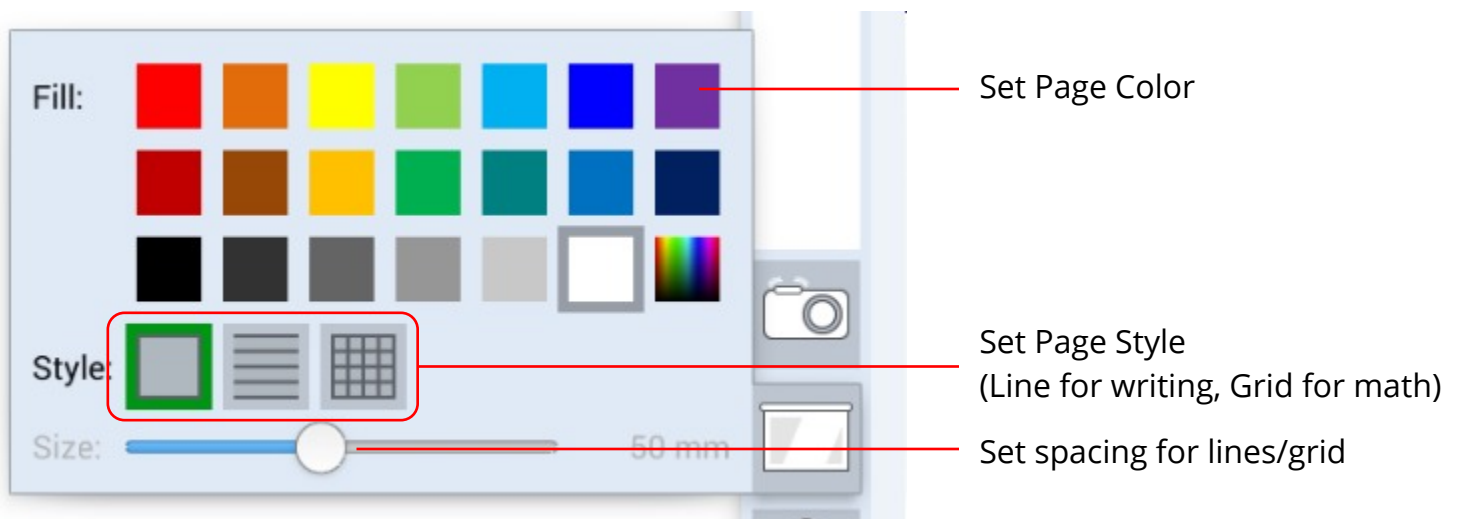 Fill:
Set Page Color
Style:
Set Page Style
(Line for writing, Grid for math)
Size:
50 mm
Set spacing for lines/grid